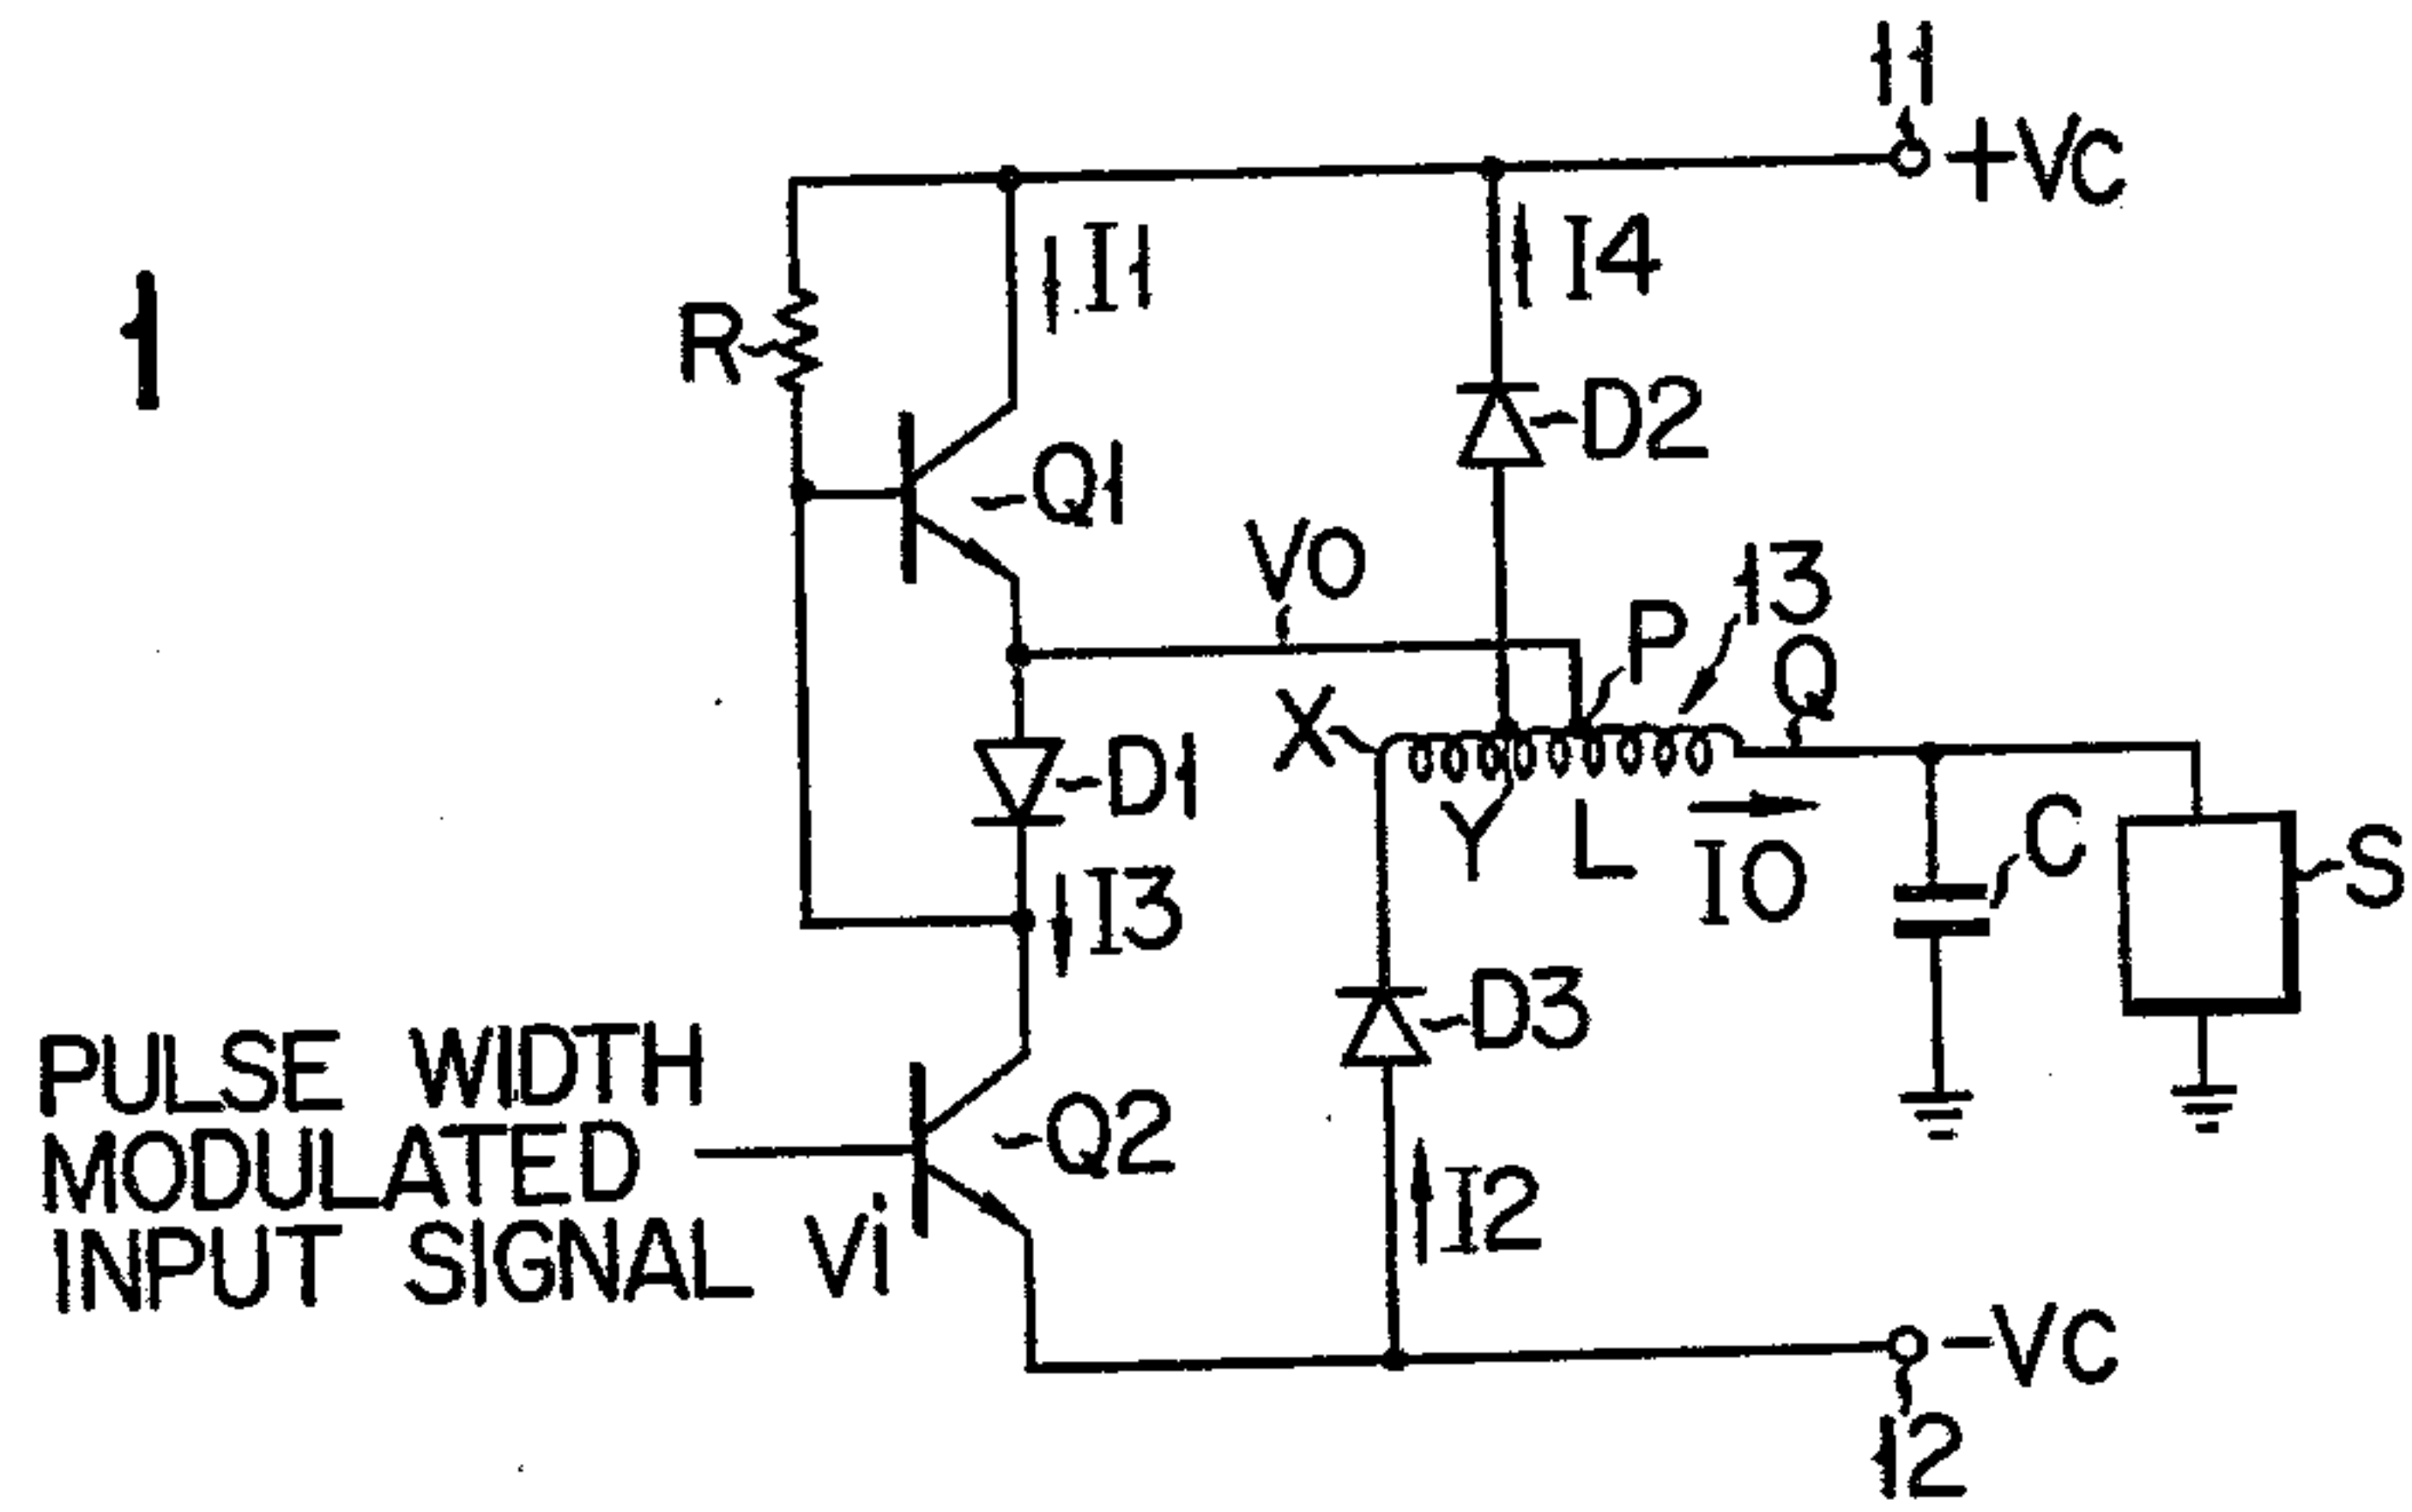 11
+VC
I1
I4
1
R
D2
Q1
VO
13
P
Q
X
D1
Y
L
IO
C
S
I3
D3
PULSE WIDTH
MODULATED
INPUT SIGNAL Vi
Q2
I2
-VC
12